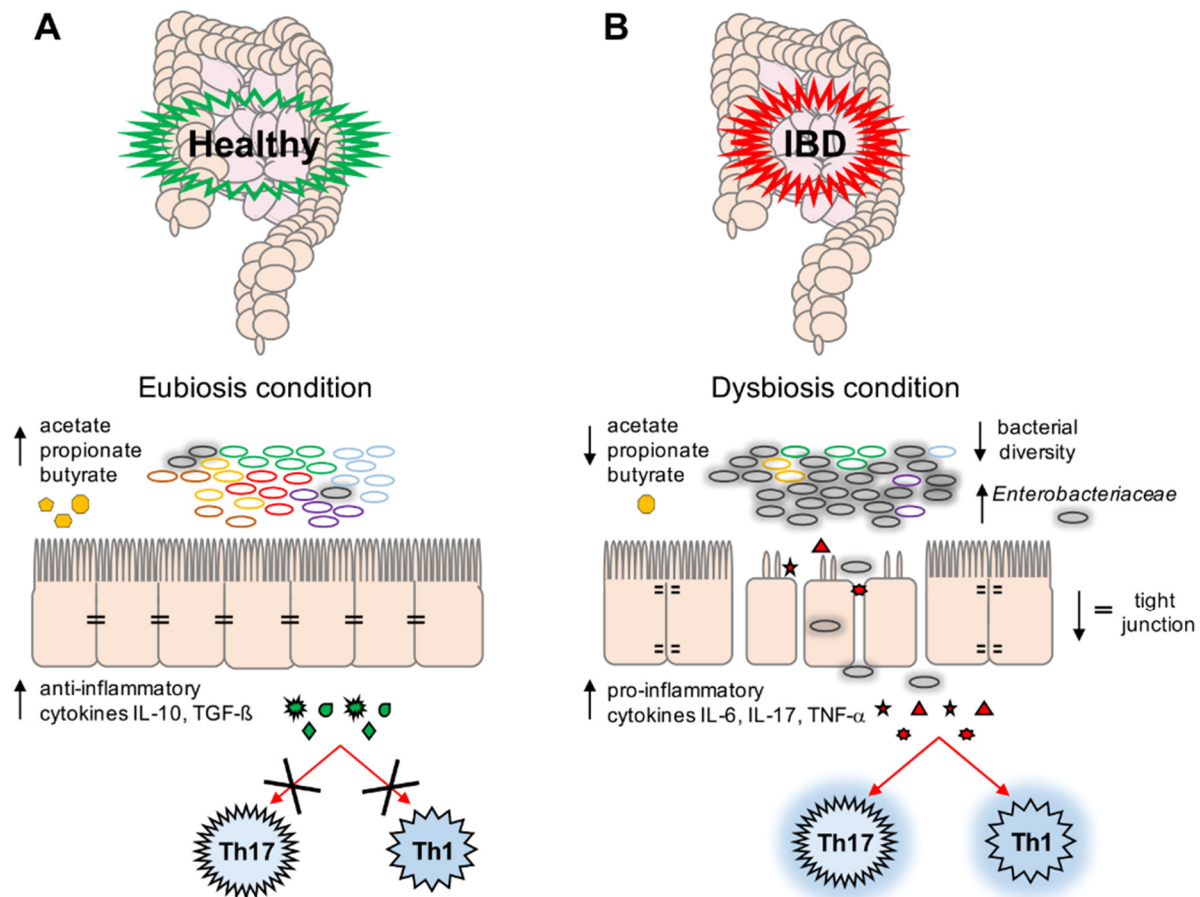 A
Healthy
Eubiosis condition
acetate
propionate
butyrate
anti-inflammatory
cytokines IL-10, TGF-ß
Th17
Th1
B
IBD
Dysbiosis condition
acetate
propionate
butyrate
bacterial
diversity
Enterobacteriaceae
= tight
junction
pro-inflammatory
cytokines IL-6, IL-17, TNF-α
Th17
Th1